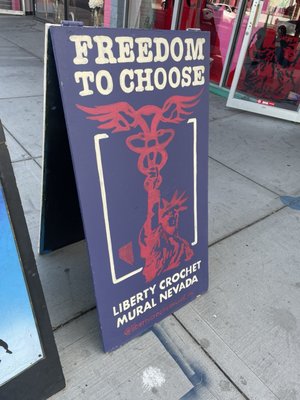 FREEDOM
TO CHOOSE
LIBERTY CROCHET
MURAL NEVADA